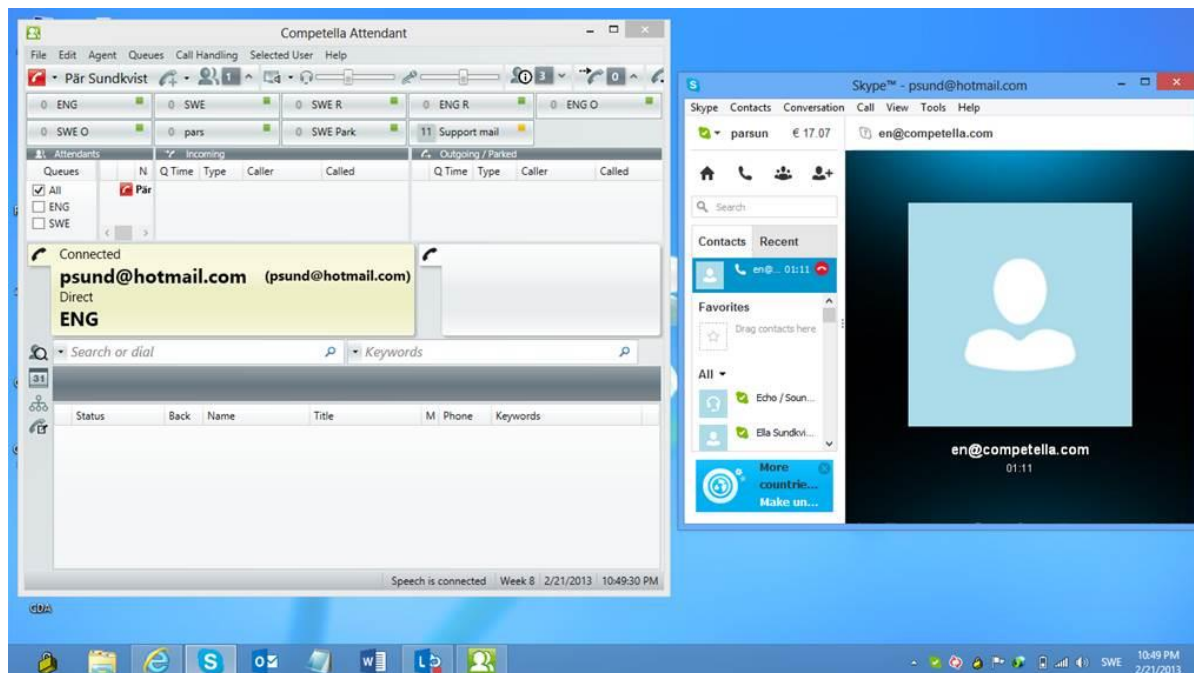 Competella Attendant
File Edit Agent Queues Call Handling Selected User Help
Pär Sundkvist 1 3 0
0 ENG 0 SWE 0 SWE R 0 ENG R 0 ENG O
0 SWE O 0 pars 0 SWE Park 11 Support mail
Attendants Incoming Outgoing / Parked
Queues N Q Time Type Caller Called Q Time Type Caller Called
All Pär
ENG
SWE
Connected
psund@hotmail.com (psund@hotmail.com)
Direct
ENG
Search or dial Keywords
31
Status Back Name Title M Phone Keywords
Speech is connected Week 8 2/21/2013 10:49:30 PM
Skype™ - psund@hotmail.com
Skype Contacts Conversation Call View Tools Help
parsun € 17.07 en@competella.com
Search
Contacts Recent
en@... 01:11
Favorites
Drag contacts here
All
Echo / Soun...
Ella Sundkvi...
More
countrie...
Make un...
en@competella.com
01:11
CDA
SWE 10:49 PM
2/21/2013